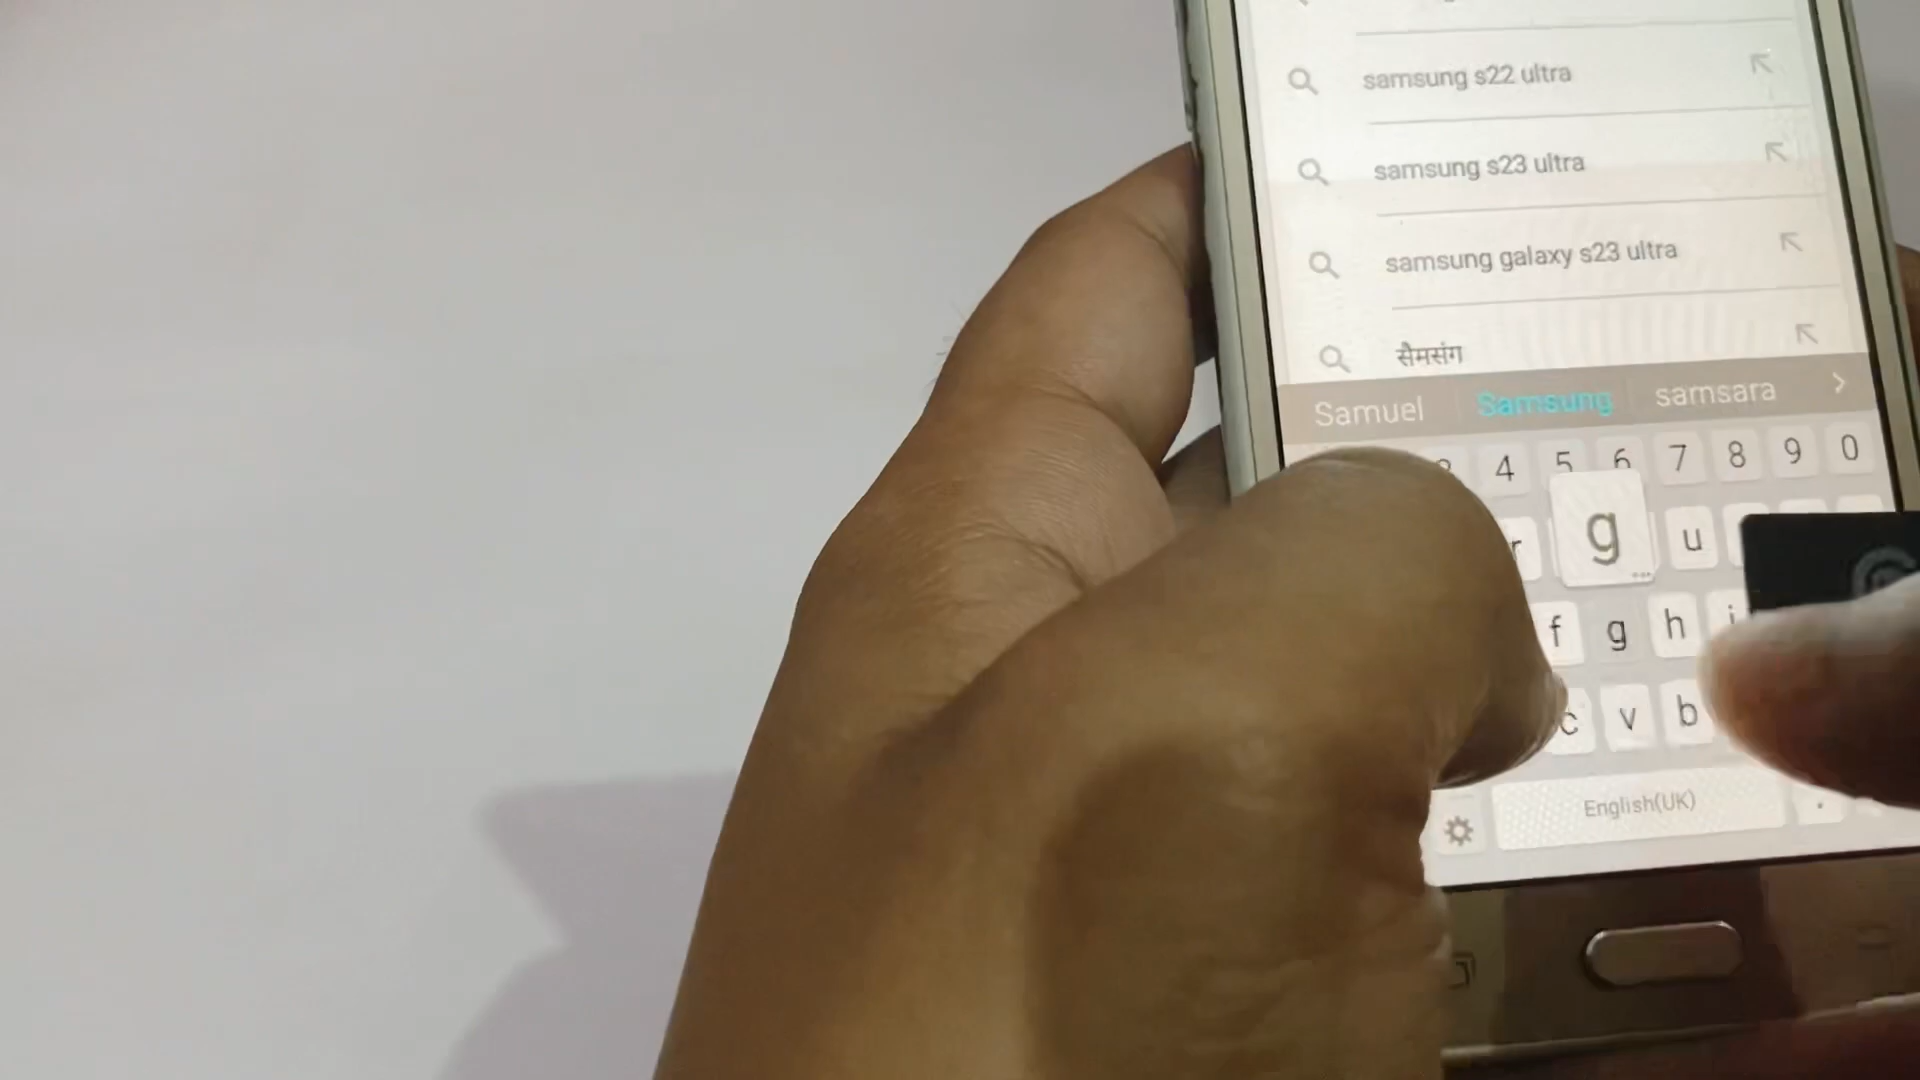 samsung s22 ultra
samsung s23 ultra
samsung galaxy s23 ultra
सैमसंग
Samuel Samsung samsara
4 5 6 7 8 9 0
r g u
f g h
c v b
English(UK) .